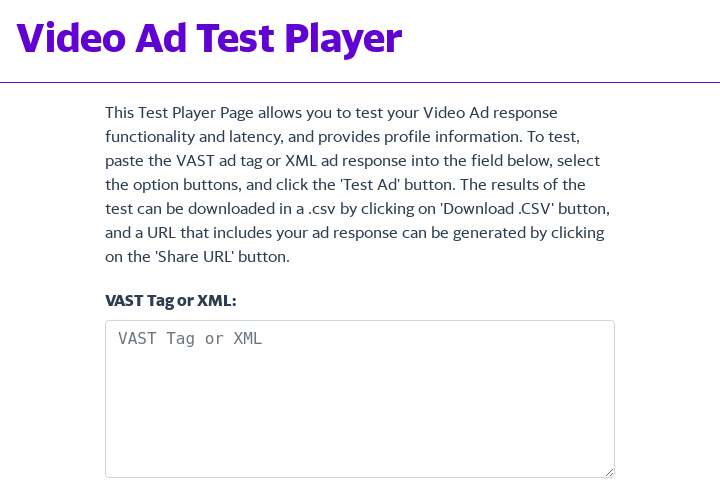 Video Ad Test Player
This Test Player Page allows you to test your Video Ad response
functionality and latency, and provides profile information. To test,
paste the VAST ad tag or XML ad response into the field below, select
the option buttons, and click the 'Test Ad' button. The results of the
test can be downloaded in a .csv by clicking on 'Download .CSV' button,
and a URL that includes your ad response can be generated by clicking
on the 'Share URL' button.
VAST Tag or XML:
VAST Tag or XML